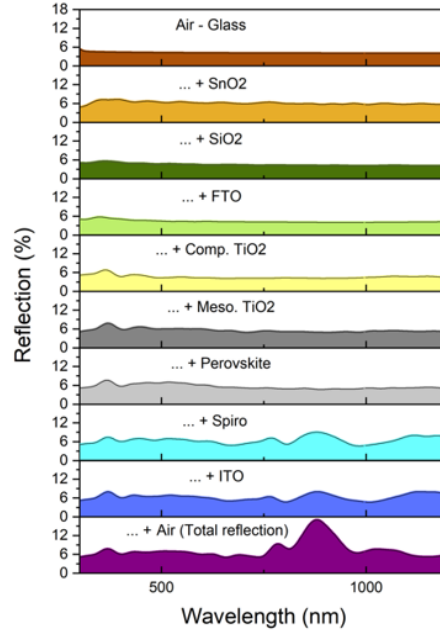 18
12
6
0
Air - Glass
12
6
0
... + SnO2
12
6
0
... + SiO2
12
6
0
... + FTO
12
6
0
... + Comp. TiO2
12
6
0
... + Meso. TiO2
12
6
0
... + Perovskite
12
6
0
... + Spiro
12
6
0
... + ITO
12
6
0
... + Air (Total reflection)
Reflection (%)
500 1000
Wavelength (nm)